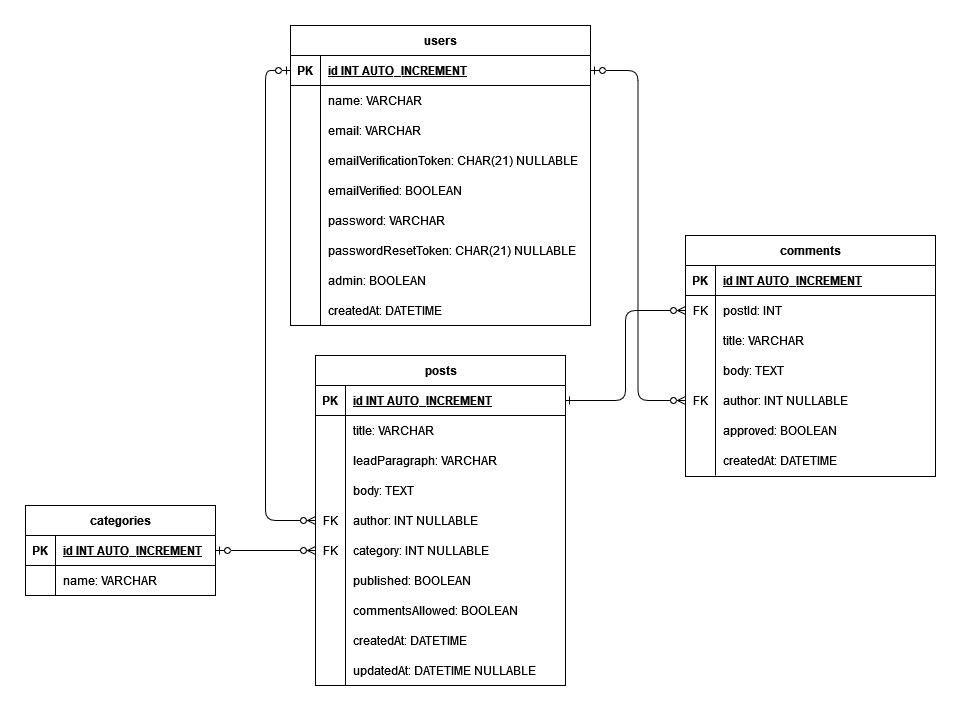 users
PK id INT AUTO_INCREMENT
name: VARCHAR
email: VARCHAR
emailVerificationToken: CHAR(21) NULLABLE
emailVerified: BOOLEAN
password: VARCHAR
passwordResetToken: CHAR(21) NULLABLE
admin: BOOLEAN
createdAt: DATETIME
comments
PK id INT AUTO_INCREMENT
FK postId: INT
title: VARCHAR
body: TEXT
FK author: INT NULLABLE
approved: BOOLEAN
createdAt: DATETIME
posts
PK id INT AUTO_INCREMENT
title: VARCHAR
leadParagraph: VARCHAR
body: TEXT
FK author: INT NULLABLE
FK category: INT NULLABLE
published: BOOLEAN
commentsAllowed: BOOLEAN
createdAt: DATETIME
updatedAt: DATETIME NULLABLE
categories
PK id INT AUTO_INCREMENT
name: VARCHAR